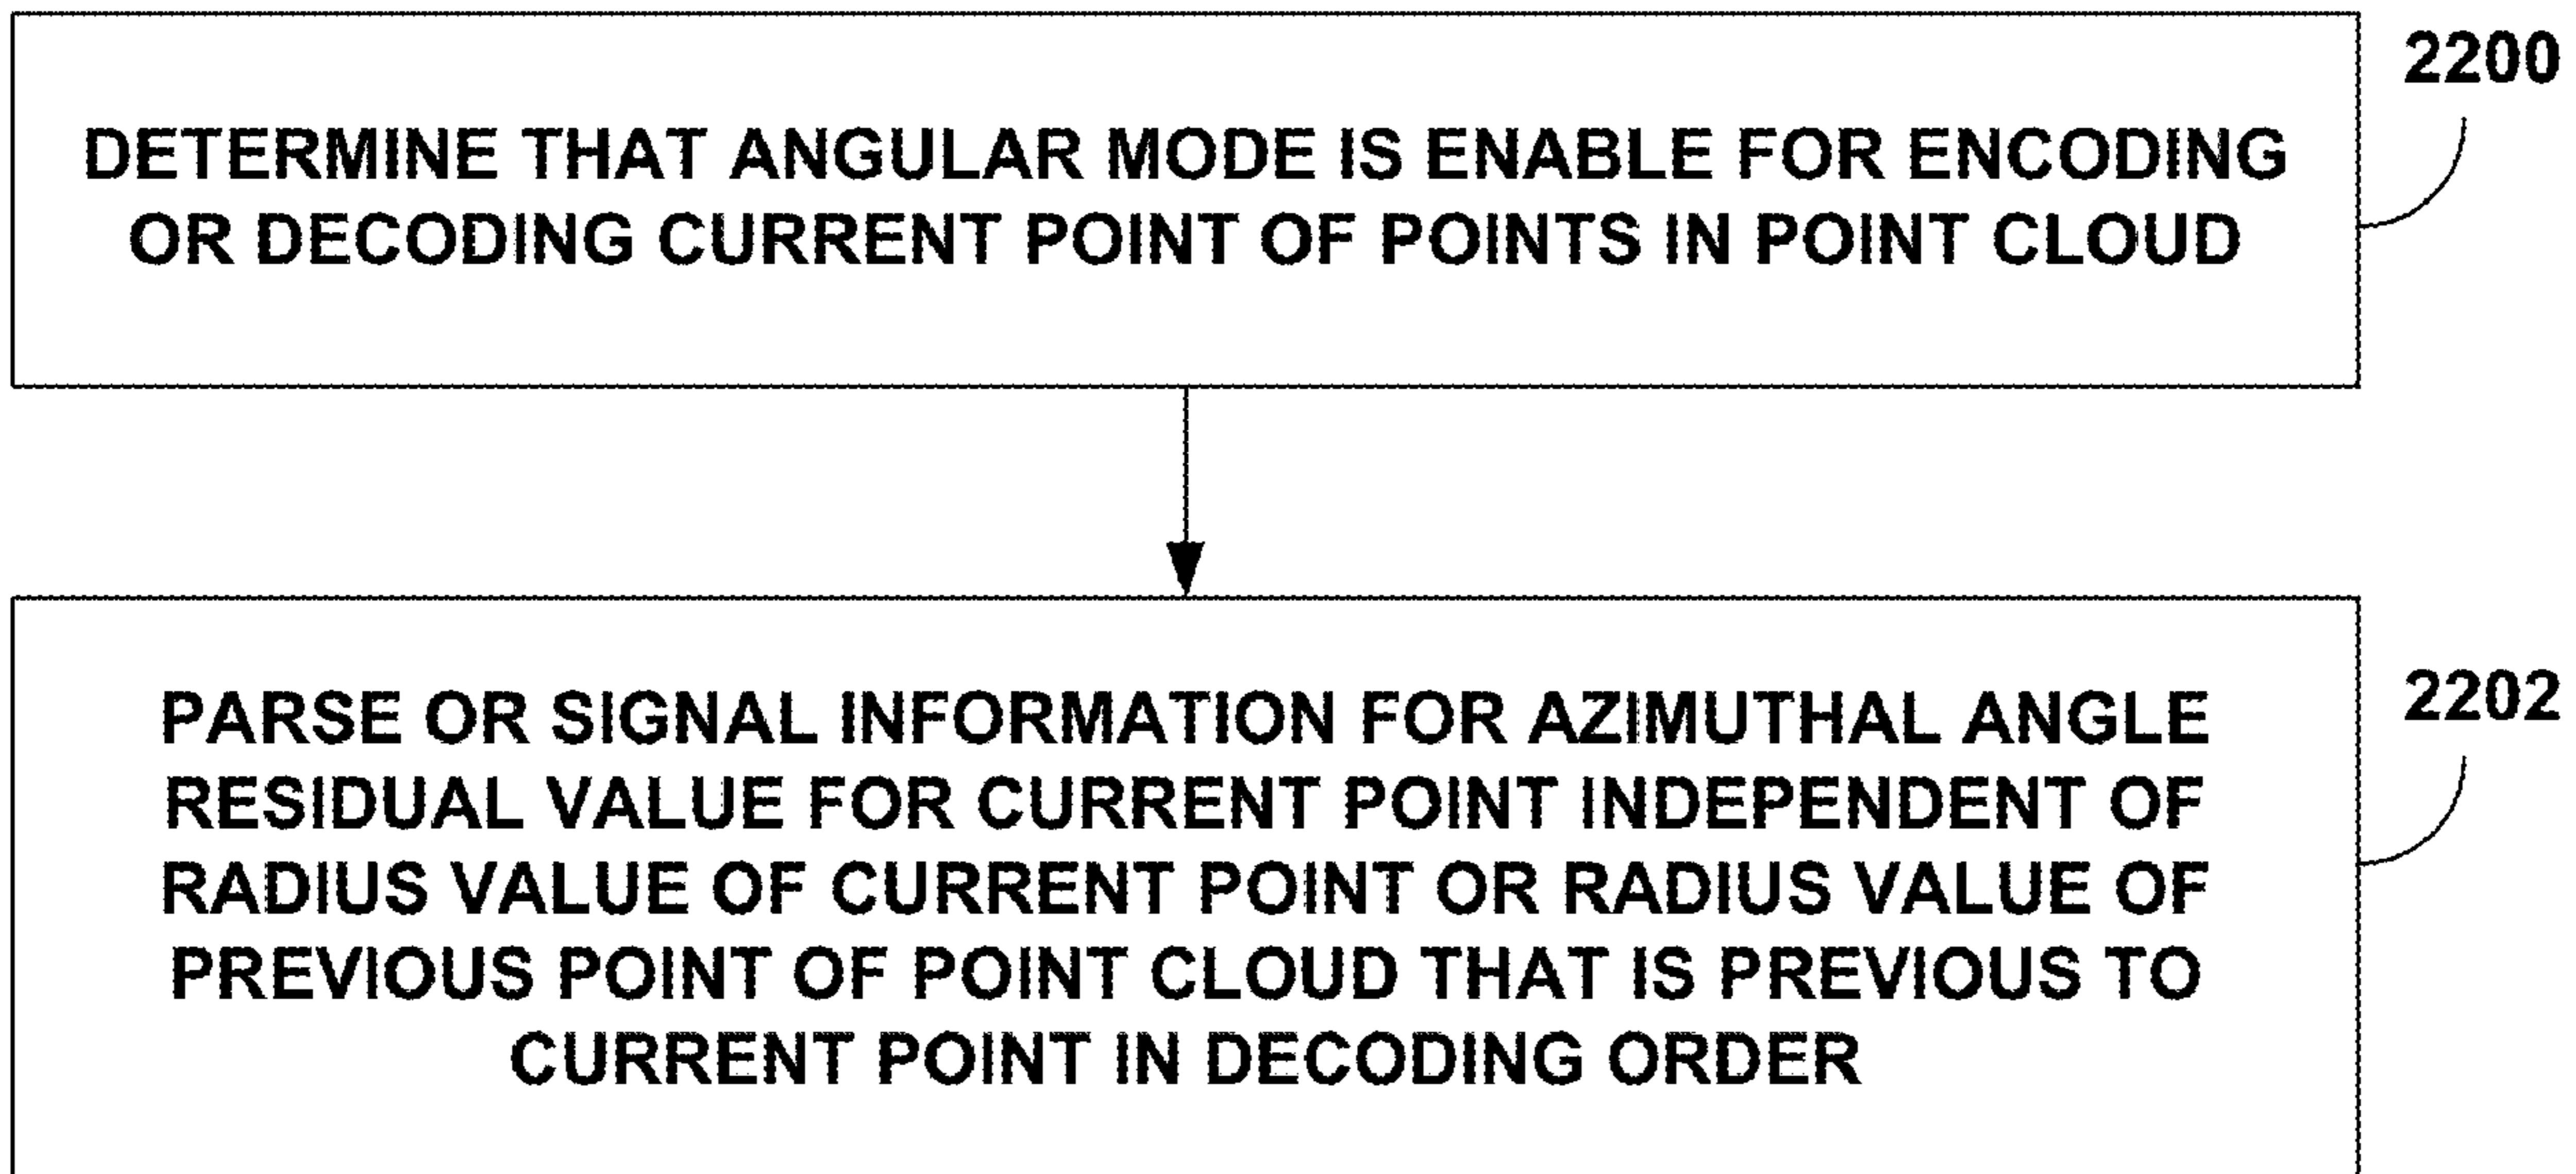 2200
DETERMINE THAT ANGULAR MODE IS ENABLE FOR ENCODING
OR DECODING CURRENT POINT OF POINTS IN POINT CLOUD
2202
PARSE OR SIGNAL INFORMATION FOR AZIMUTHAL ANGLE
RESIDUAL VALUE FOR CURRENT POINT INDEPENDENT OF
RADIUS VALUE OF CURRENT POINT OR RADIUS VALUE OF
PREVIOUS POINT OF POINT CLOUD THAT IS PREVIOUS TO
CURRENT POINT IN DECODING ORDER